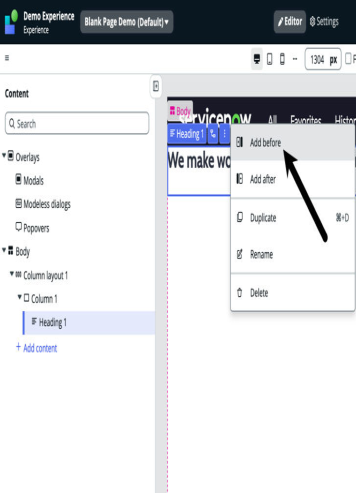 Demo Experience
Experience
Blank Page Demo (Default)
Editor
Settings
1304 px
Content
Search
Overlays
Modals
Modeless dialogs
Popovers
Body
Column layout 1
Column 1
Heading 1
+ Add content
Body
servicenow All Favorites Histor
Heading 1
We make wo
Add before
Add after
Duplicate ⌘+D
Rename
Delete